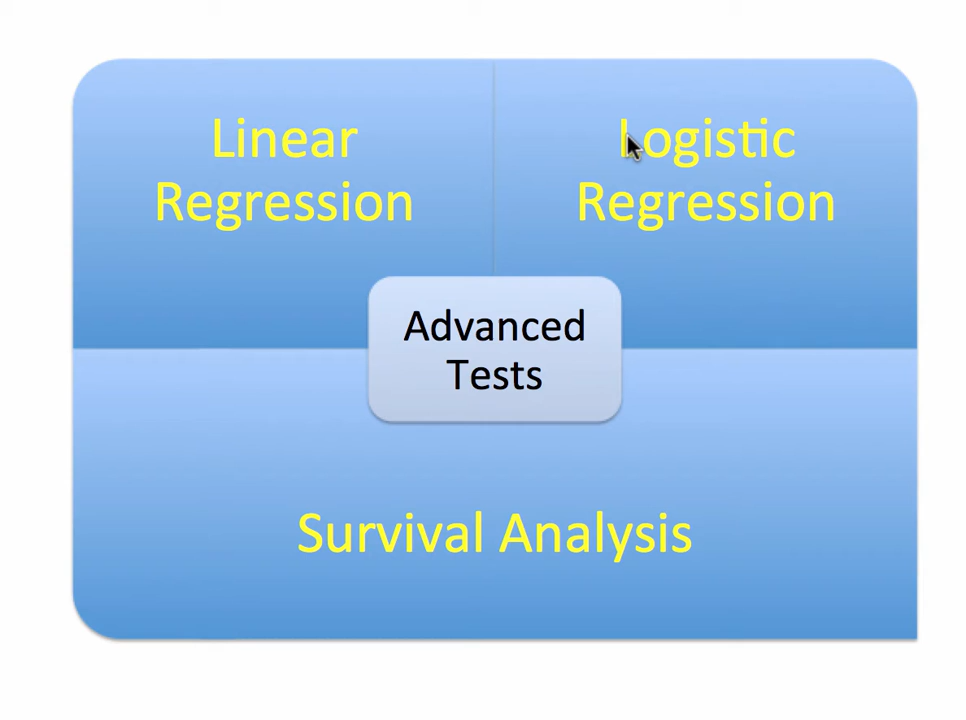 Linear
Regression
Logistic
Regression
Advanced
Tests
Survival Analysis